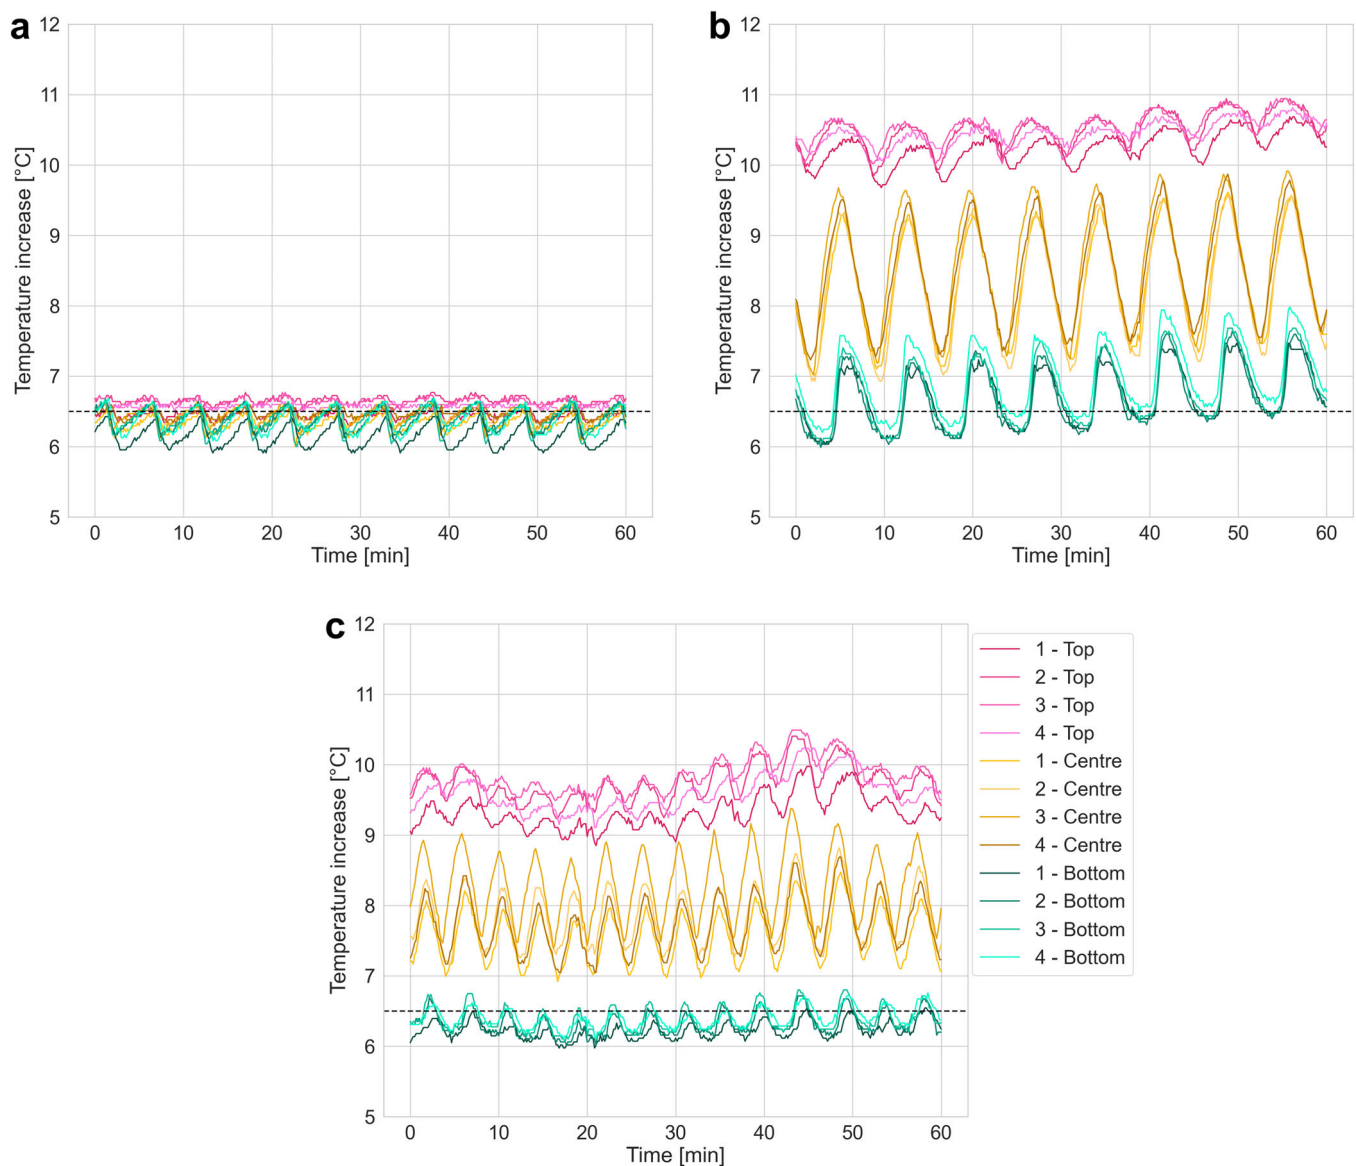 a
12
11
10
9
8
7
6
5
Temperature increase [°C]
0 10 20 30 40 50 60
Time [min]
b
12
11
10
9
8
7
6
5
Temperature increase [°C]
0 10 20 30 40 50 60
Time [min]
c
12
11
10
9
8
7
6
5
Temperature increase [°C]
0 10 20 30 40 50 60
Time [min]
1 - Top
2 - Top
3 - Top
4 - Top
1 - Centre
2 - Centre
3 - Centre
4 - Centre
1 - Bottom
2 - Bottom
3 - Bottom
4 - Bottom